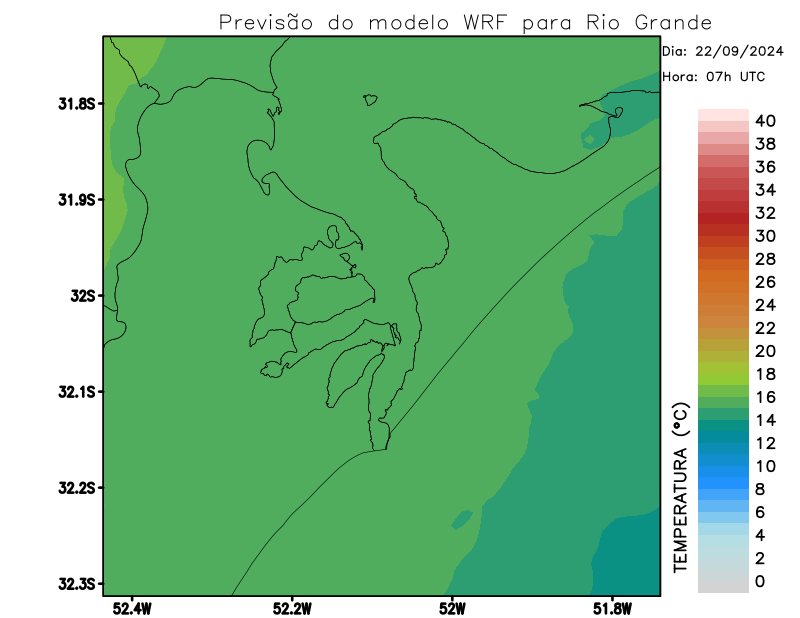 Previsão do modelo WRF para Rio Grande
Dia: 22/09/2024
Hora: 07h UTC
31.8S
31.9S
32S
32.1S
32.2S
32.3S
52.4W
52.2W
52W
51.8W
TEMPERATURA (°C)
40
38
36
34
32
30
28
26
24
22
20
18
16
14
12
10
8
6
4
2
0